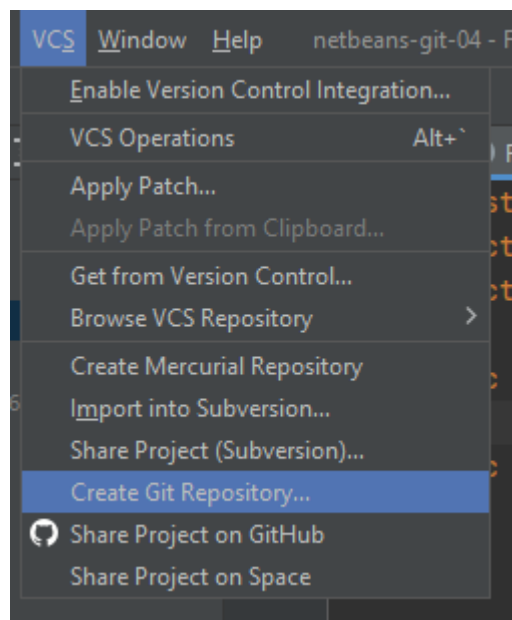 VCS Window Help netbeans-git-04 -
Enable Version Control Integration...
VCS Operations Alt+`
Apply Patch...
Apply Patch from Clipboard...
Get from Version Control...
Browse VCS Repository >
Create Mercurial Repository
Import into Subversion...
Share Project (Subversion)...
Create Git Repository...
Share Project on GitHub
Share Project on Space